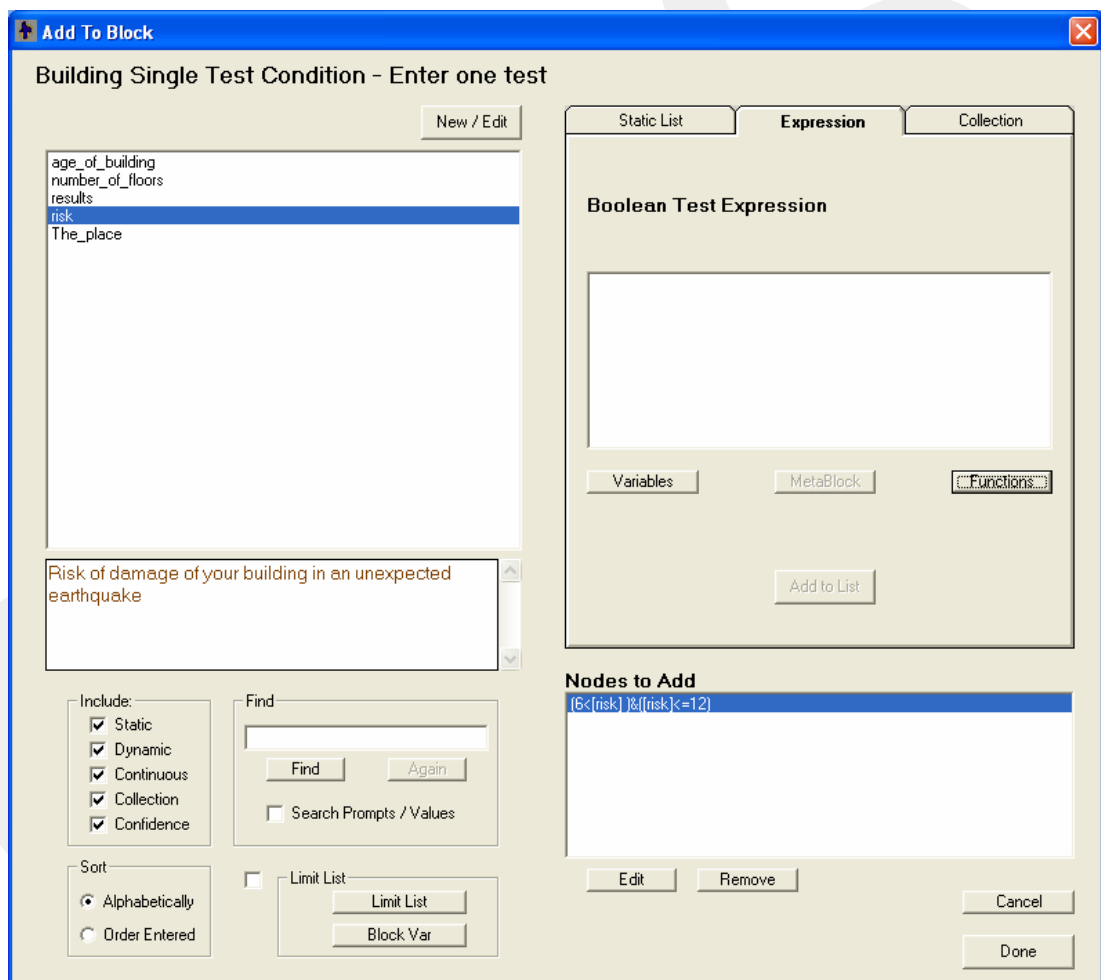 Add To Block
Building Single Test Condition - Enter one test
New / Edit
age_of_building
number_of_floors
results
risk
The_place
Risk of damage of your building in an unexpected
earthquake
Include:
Static
Dynamic
Continuous
Collection
Confidence
Find
Find
Again
Search Prompts / Values
Sort
Alphabetically
Order Entered
Limit List
Limit List
Block Var
Static List
Expression
Collection
Boolean Test Expression
Variables
MetaBlock
Functions
Add to List
Nodes to Add
(6<[risk] )&([risk]<=12)
Edit
Remove
Cancel
Done